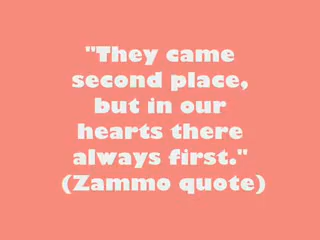 "They came
second place,
but in our
hearts there
always first."
(Zammo quote)